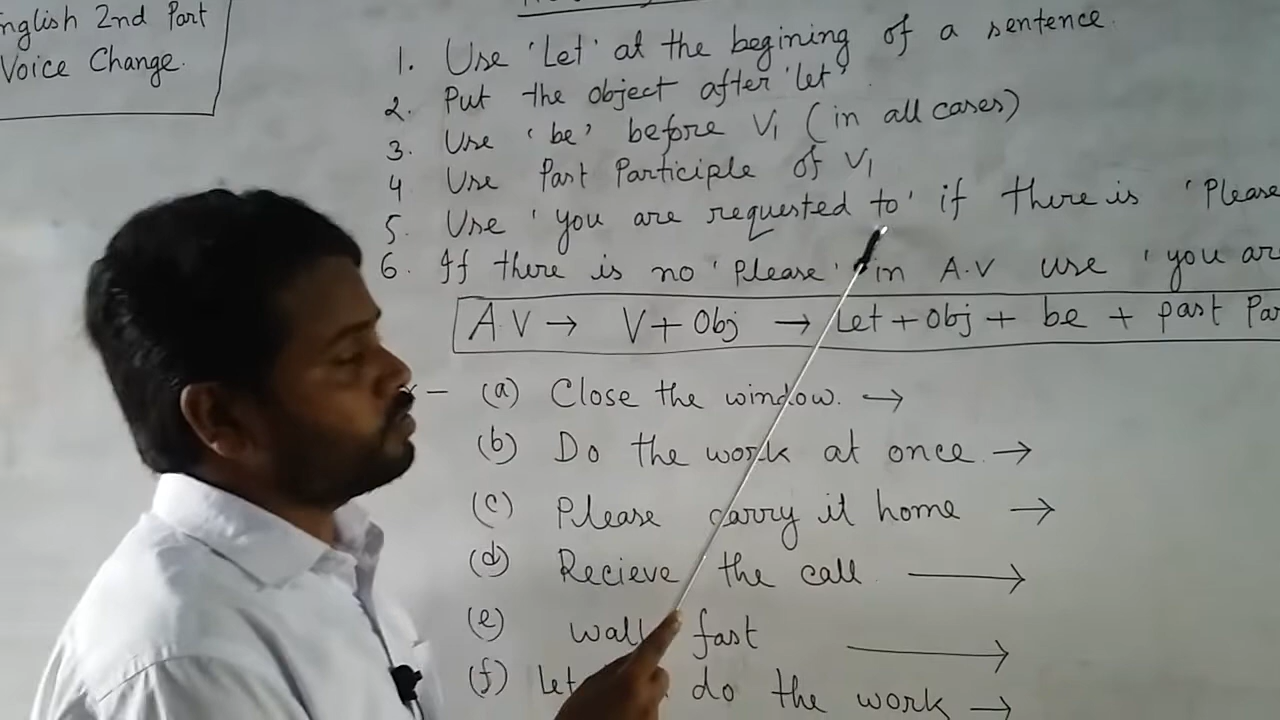 nglish 2nd Part
Voice Change.
1. Use 'Let' at the begining of a sentence.
2. Put the object after 'let'.
3. Use 'be' before V1 (in all cases)
4 Use Past Participle of V1
5. Use 'you are requested to' if there is 'Please
6. If there is no 'Please' in A.V use 'you ar
A.V → V + Obj → Let + Obj + be + past Par
(a) Close the window. →
(b) Do the work at once. →
(c) Please carry it home →
(d) Recieve the call. →
(e) fast →
(f) Let do the work →